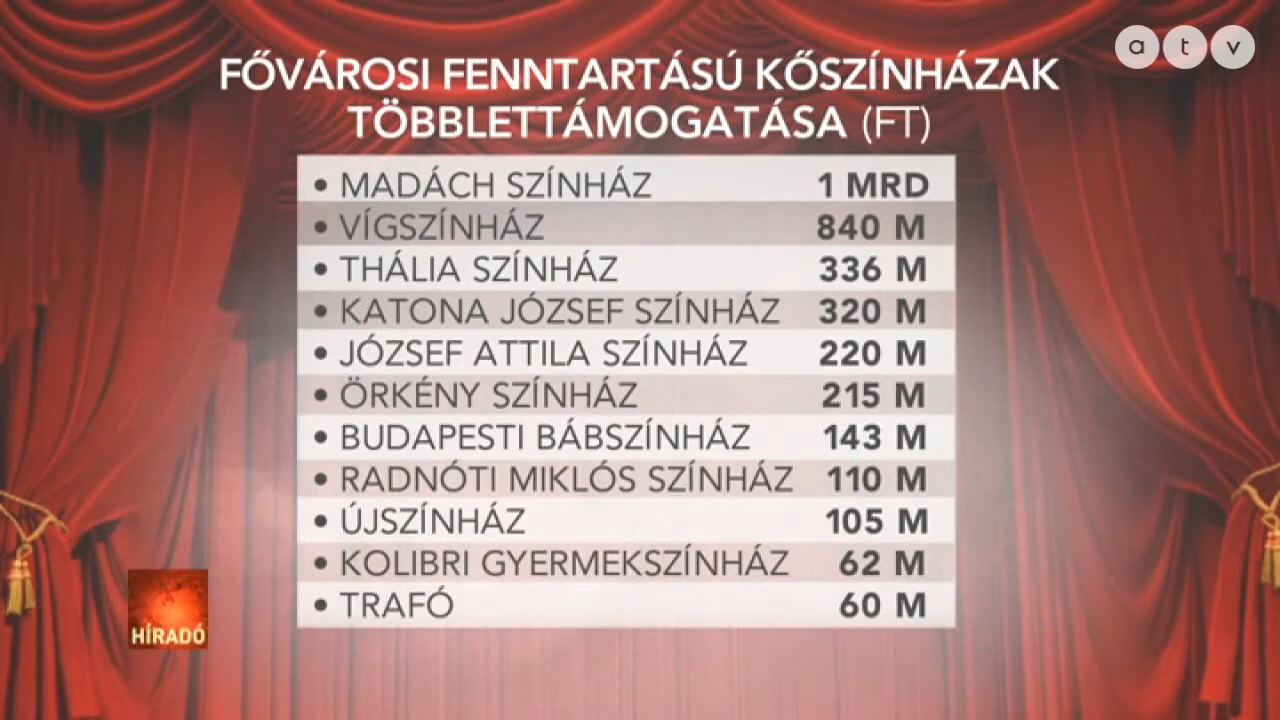 a t v
FŐVÁROSI FENNTARTÁSÚ KŐSZÍNHÁZAK
TÖBBLETTÁMOGATÁSA (FT)
• MADÁCH SZÍNHÁZ 1 MRD
• VÍGSZÍNHÁZ 840 M
• THÁLIA SZÍNHÁZ 336 M
• KATONA JÓZSEF SZÍNHÁZ 320 M
• JÓZSEF ATTILA SZÍNHÁZ 220 M
• ÖRKÉNY SZÍNHÁZ 215 M
• BUDAPESTI BÁBSZÍNHÁZ 143 M
• RADNÓTI MIKLÓS SZÍNHÁZ 110 M
• ÚJSZÍNHÁZ 105 M
• KOLIBRI GYERMEKSZÍNHÁZ 62 M
• TRAFÓ 60 M
HÍRADÓ